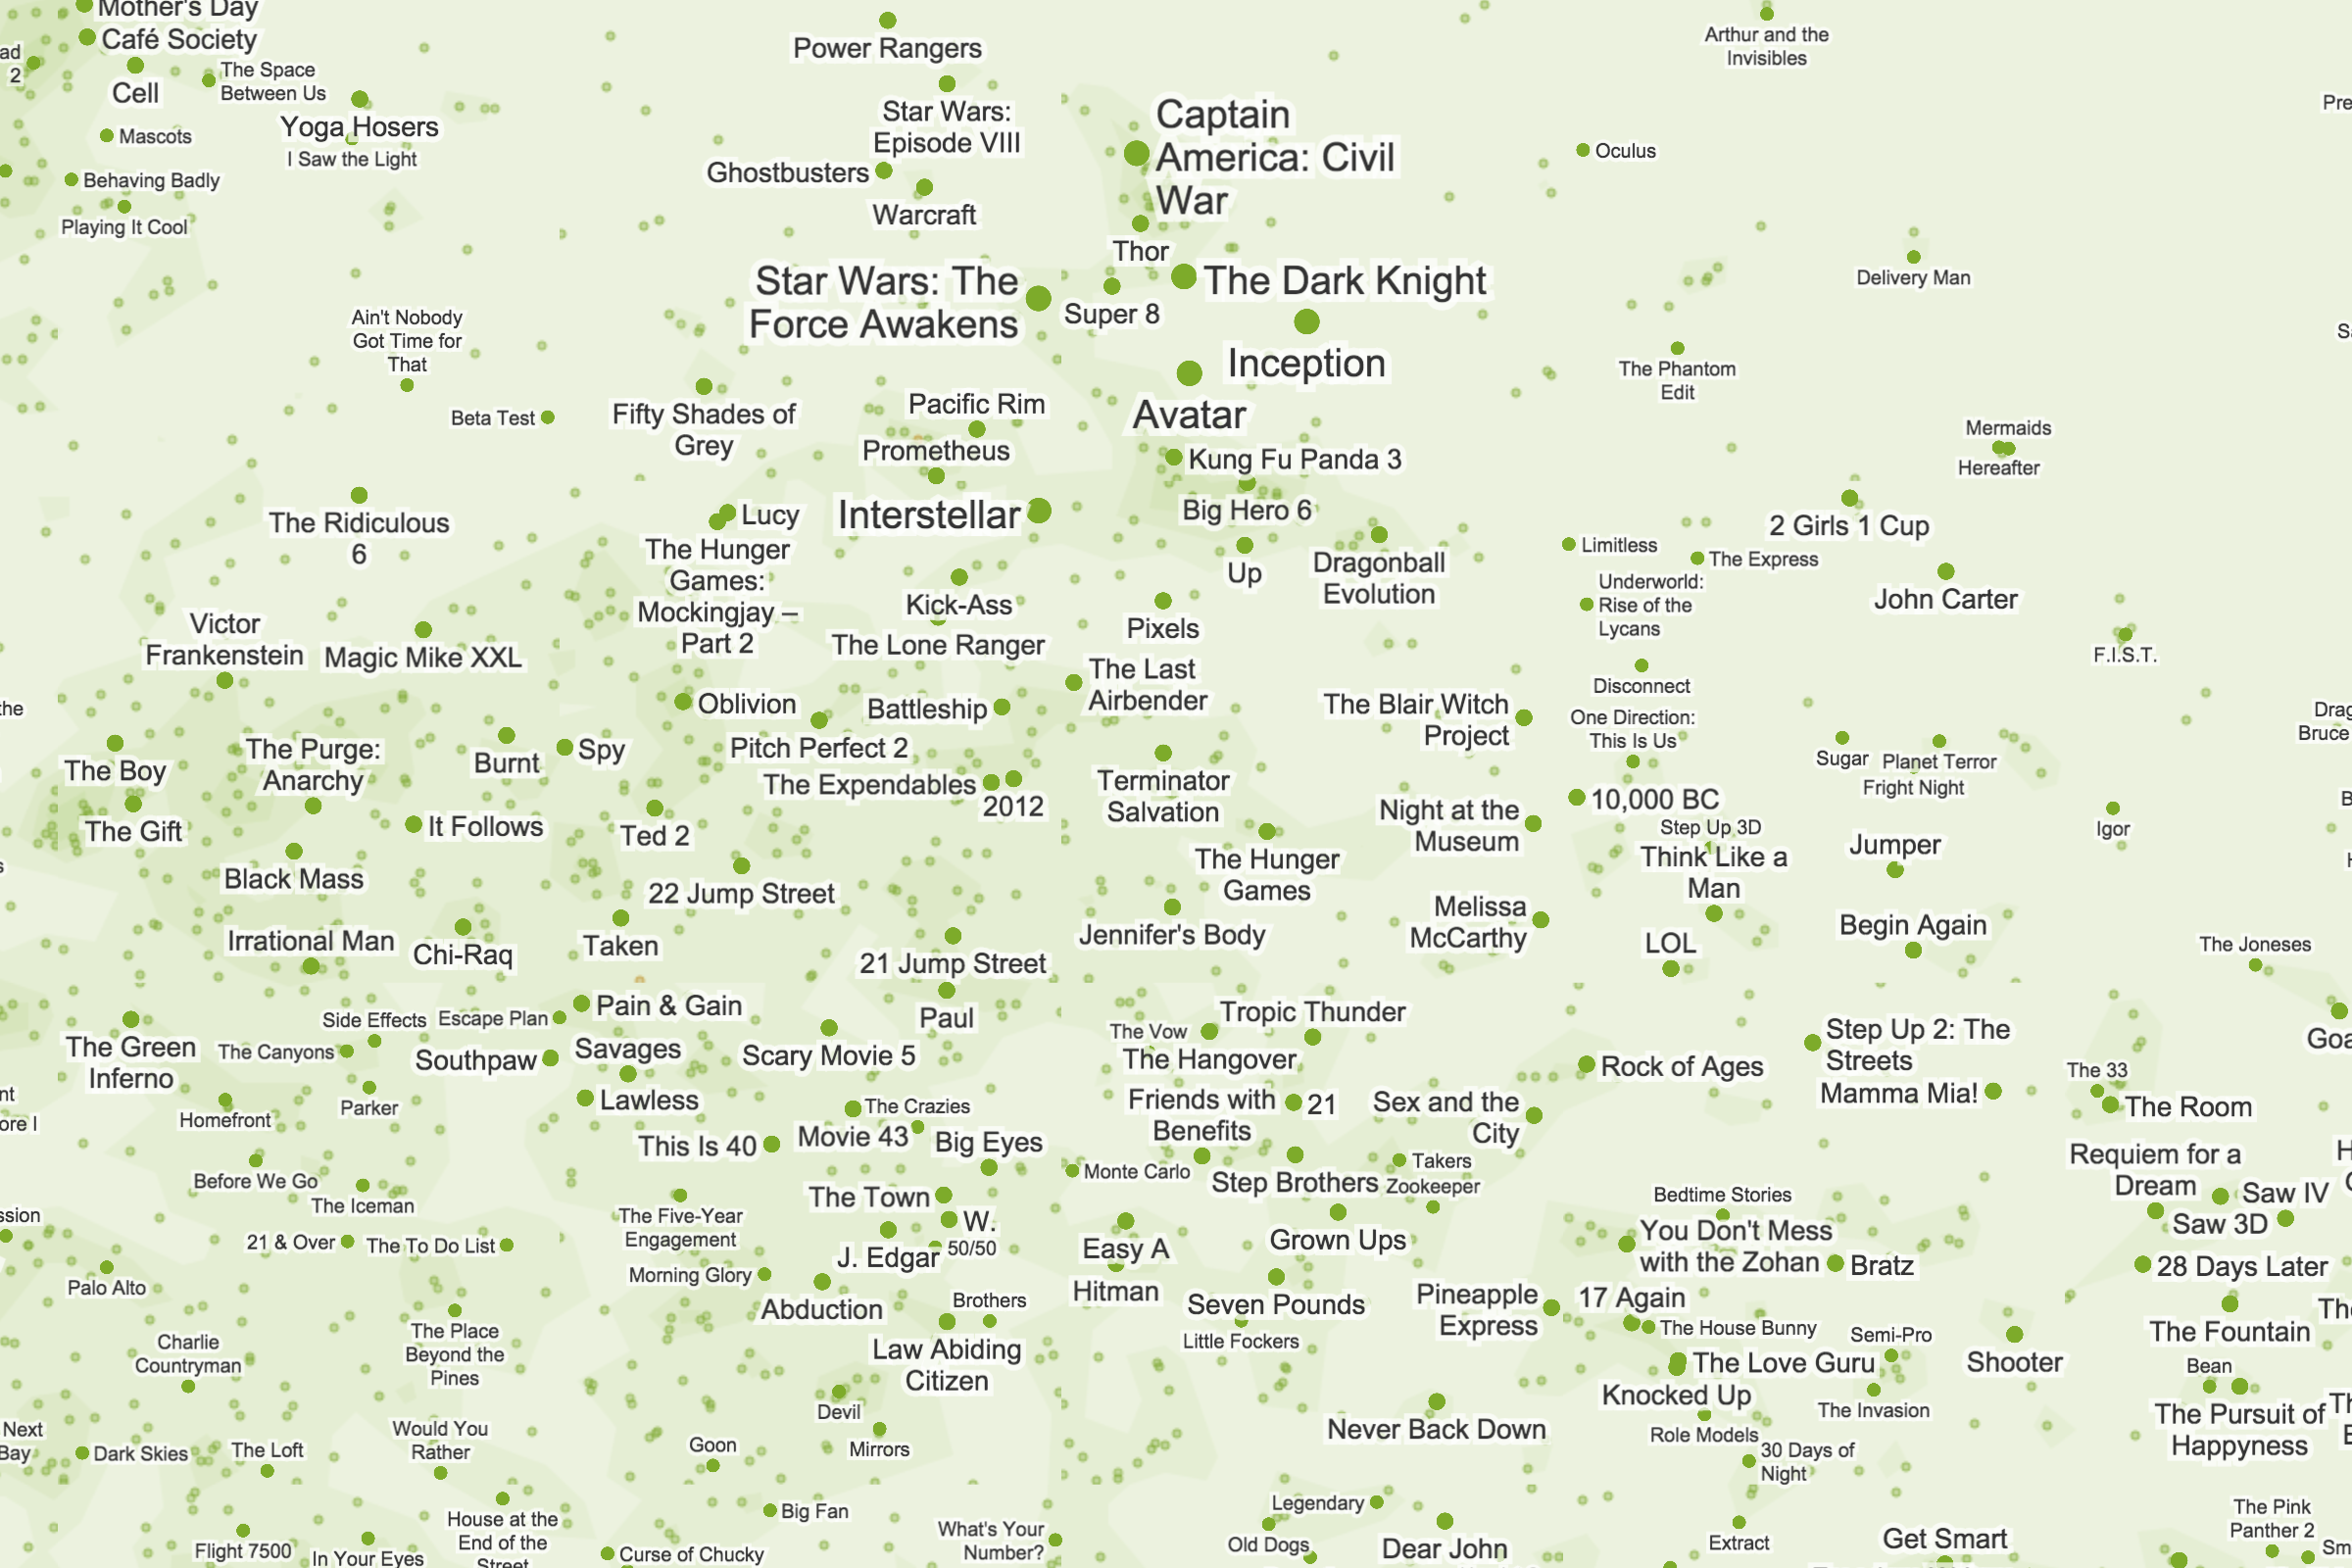 Mother's Day
Café Society
ad
2
Cell
The Space
Between Us
Mascots
Yoga Hosers
I Saw the Light
Behaving Badly
Playing It Cool
Power Rangers
Star Wars:
Episode VIII
Ghostbusters
Warcraft
Captain
America: Civil
War
Thor
Arthur and the
Invisibles
Pre
Oculus
Delivery Man
Star Wars: The
Force Awakens
Super 8
The Dark Knight
Inception
Avatar
Ain't Nobody
Got Time for
That
Beta Test
Fifty Shades of
Grey
Pacific Rim
Prometheus
Kung Fu Panda 3
The Phantom
Edit
Mermaids
Hereafter
The Ridiculous
6
Lucy
The Hunger
Games:
Mockingjay –
Part 2
Interstellar
Big Hero 6
Up
Dragonball
Evolution
2 Girls 1 Cup
Limitless
The Express
Underworld:
Rise of the
Lycans
John Carter
F.I.S.T.
Kick-Ass
The Lone Ranger
Pixels
Victor
Frankenstein
Magic Mike XXL
The Last
Airbender
Disconnect
The Blair Witch
Project
One Direction:
This Is Us
Oblivion
Battleship
Pitch Perfect 2
the
Drag
Bruce
Sugar
Planet Terror
Fright Night
The Boy
The Purge:
Anarchy
Burnt
Spy
The Expendables
2012
Terminator
Salvation
Night at the
Museum
10,000 BC
Step Up 3D
Think Like a
Man
Igor
The Gift
It Follows
Ted 2
Jumper
The Hunger
Games
Black Mass
22 Jump Street
Melissa
McCarthy
LOL
Begin Again
Jennifer's Body
The Joneses
Irrational Man
Chi-Raq
Taken
21 Jump Street
Paul
Pain & Gain
Side Effects
Escape Plan
The Canyons
The Green
Inferno
Southpaw
Savages
Scary Movie 5
The Vow
Tropic Thunder
The Hangover
Rock of Ages
Step Up 2: The
Streets
Mamma Mia!
The 33
The Room
Goa
nt
ore I
Homefront
Parker
Lawless
The Crazies
Movie 43
This Is 40
Big Eyes
Friends with
Benefits
21
Sex and the
City
Monte Carlo
Step Brothers
Takers
Zookeeper
Requiem for a
Dream
Saw IV
Saw 3D
Before We Go
The Iceman
The Town
W.
50/50
J. Edgar
The Five-Year
Engagement
Bedtime Stories
You Don't Mess
with the Zohan
Bratz
28 Days Later
ssion
21 & Over
The To Do List
Morning Glory
Easy A
Hitman
Grown Ups
Palo Alto
Abduction
Brothers
Seven Pounds
Little Fockers
Pineapple
Express
17 Again
The House Bunny
Semi-Pro
Shooter
The Fountain
Charlie
Countryman
The Place
Beyond the
Pines
Law Abiding
Citizen
The Love Guru
Knocked Up
Bean
The Invasion
Role Models
The Pursuit of
Happyness
Devil
Never Back Down
Next
Bay
Dark Skies
The Loft
Would You
Rather
Goon
Mirrors
30 Days of
Night
House at the
End of the
Street
Big Fan
What's Your
Number?
Legendary
Old Dogs
Dear John
Extract
Get Smart
The Pink
Panther 2
Sm
Flight 7500
In Your Eyes
Curse of Chucky